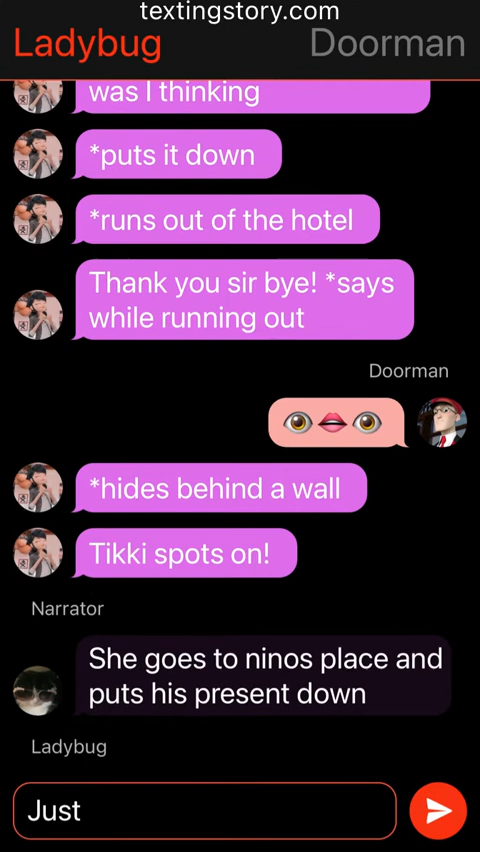 textingstory.com
Ladybug
Doorman
was I thinking
*puts it down
*runs out of the hotel
Thank you sir bye! *says
while running out
Doorman
*hides behind a wall
Tikki spots on!
Narrator
She goes to ninos place and
puts his present down
Ladybug
Just